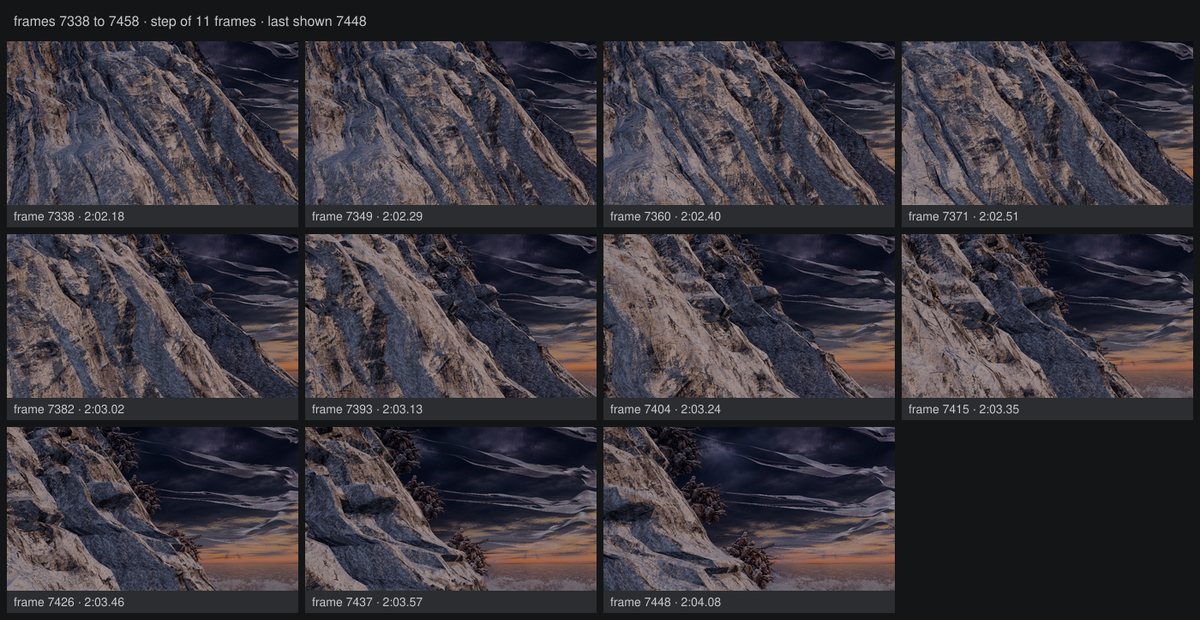 frames 7338 to 7458 · step of 11 frames · last shown 7448
frame 7338 · 2:02.18
frame 7349 · 2:02.29
frame 7360 · 2:02.40
frame 7371 · 2:02.51
frame 7382 · 2:03.02
frame 7393 · 2:03.13
frame 7404 · 2:03.24
frame 7415 · 2:03.35
frame 7426 · 2:03.46
frame 7437 · 2:03.57
frame 7448 · 2:04.08